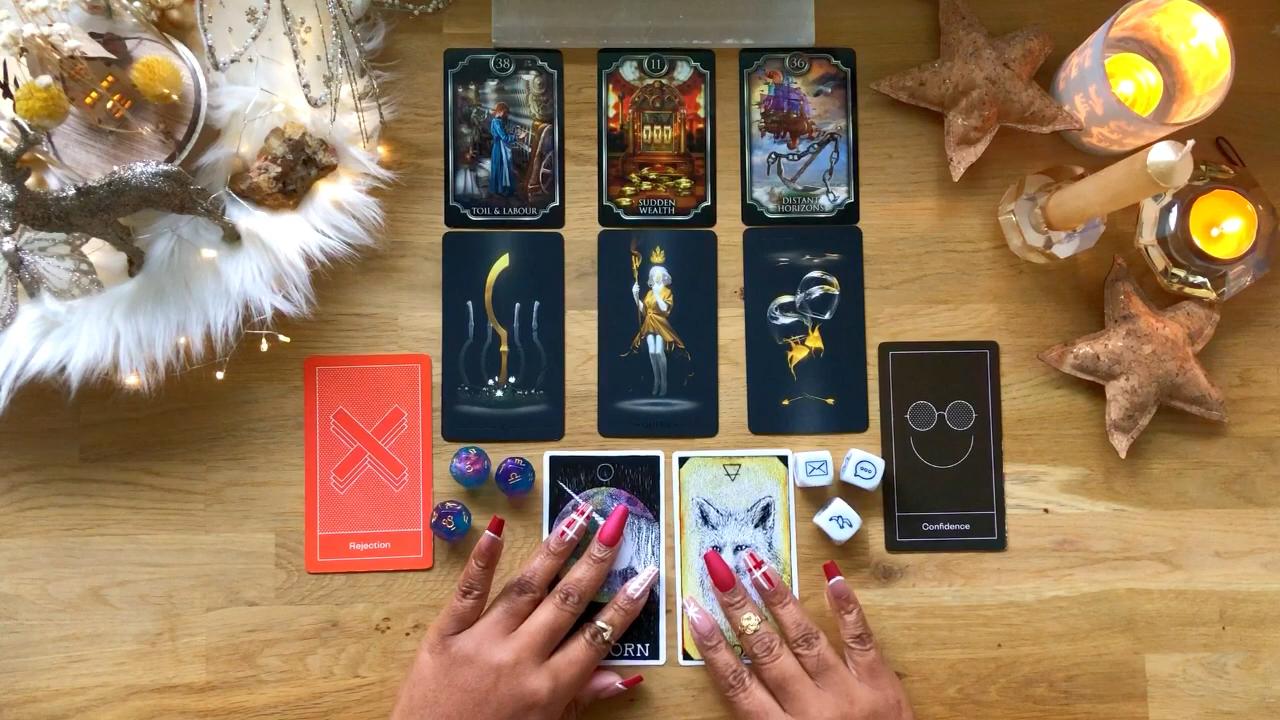 38
TOIL & LABOUR
11
SUDDEN
WEALTH
36
DISTANT
HORIZONS
Rejection
ORN
Confidence